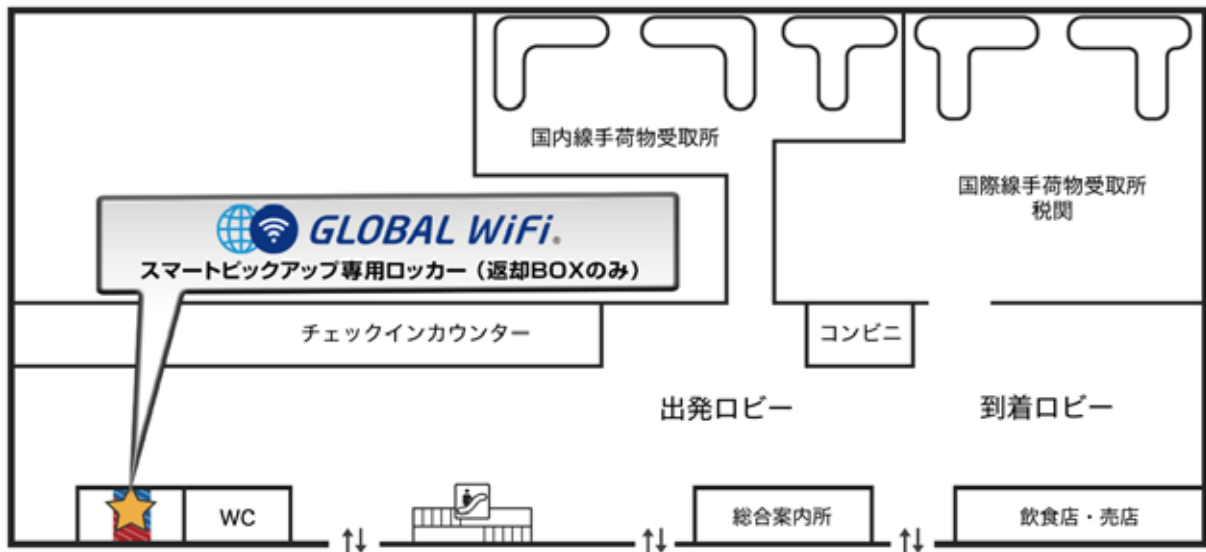 国内線手荷物受取所
国際線手荷物受取所
税関
GLOBAL WiFi®
スマートピックアップ専用ロッカー（返却BOXのみ）
チェックインカウンター
コンビニ
出発ロビー
到着ロビー
WC
総合案内所
飲食店・売店